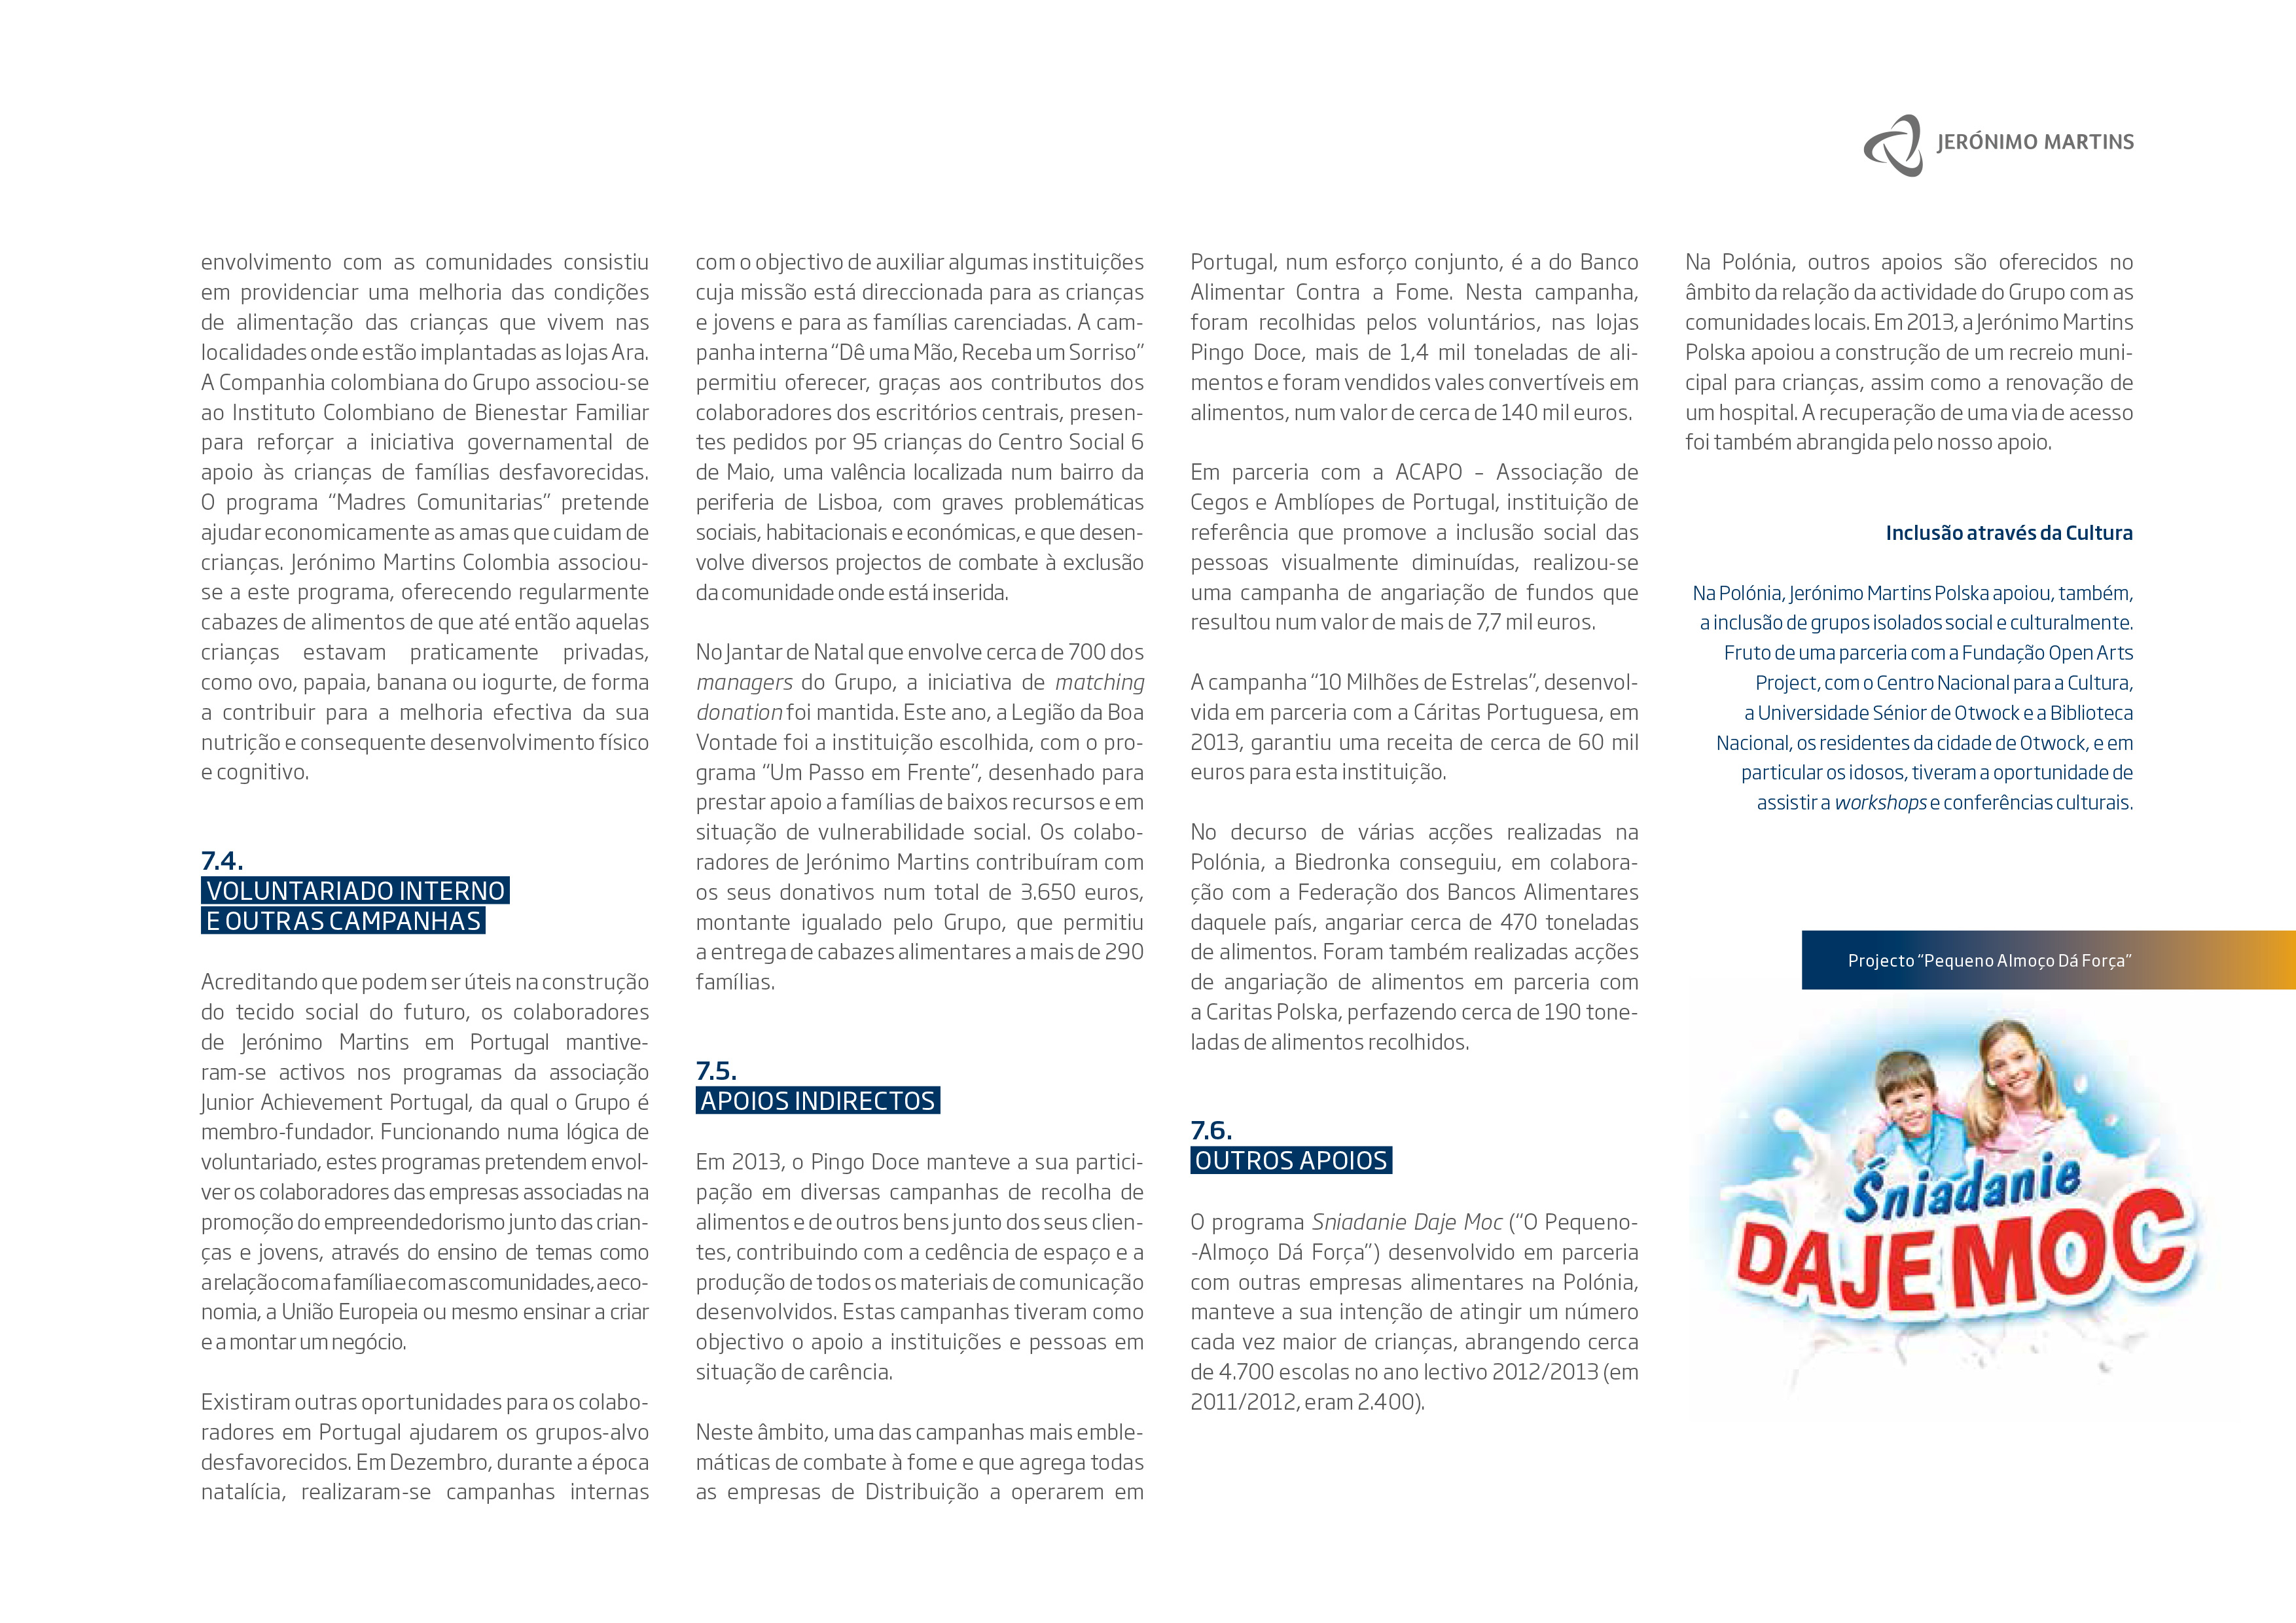 JERÓNIMO MARTINS
envolvimento com as comunidades consistiu
em providenciar uma melhoria das condições
de alimentação das crianças que vivem nas
localidades onde estão implantadas as lojas Ara.
A Companhia colombiana do Grupo associou-se
ao Instituto Colombiano de Bienestar Familiar
para reforçar a iniciativa governamental de
apoio às crianças de famílias desfavorecidas.
O programa “Madres Comunitarias” pretende
ajudar economicamente as amas que cuidam de
crianças. Jerónimo Martins Colombia associou-
se a este programa, oferecendo regularmente
cabazes de alimentos de que até então aquelas
crianças estavam praticamente privadas,
como ovo, papaia, banana ou iogurte, de forma
a contribuir para a melhoria efectiva da sua
nutrição e consequente desenvolvimento físico
e cognitivo.
7.4.
VOLUNTARIADO INTERNO
E OUTRAS CAMPANHAS
Acreditando que podem ser úteis na construção
do tecido social do futuro, os colaboradores
de Jerónimo Martins em Portugal mantive-
ram-se activos nos programas da associação
Junior Achievement Portugal, da qual o Grupo é
membro-fundador. Funcionando numa lógica de
voluntariado, estes programas pretendem envol-
ver os colaboradores das empresas associadas na
promoção do empreendedorismo junto das crian-
ças e jovens, através do ensino de temas como
a relação com a família e com as comunidades, a eco-
nomia, a União Europeia ou mesmo ensinar a criar
e a montar um negócio.
Existiram outras oportunidades para os colabo-
radores em Portugal ajudarem os grupos-alvo
desfavorecidos. Em Dezembro, durante a época
natalícia, realizaram-se campanhas internas
com o objectivo de auxiliar algumas instituições
cuja missão está direccionada para as crianças
e jovens e para as famílias carenciadas. A cam-
panha interna “Dê uma Mão, Receba um Sorriso”
permitiu oferecer, graças aos contributos dos
colaboradores dos escritórios centrais, presen-
tes pedidos por 95 crianças do Centro Social 6
de Maio, uma valência localizada num bairro da
periferia de Lisboa, com graves problemáticas
sociais, habitacionais e económicas, e que desen-
volve diversos projectos de combate à exclusão
da comunidade onde está inserida.
No Jantar de Natal que envolve cerca de 700 dos
managers do Grupo, a iniciativa de matching
donation foi mantida. Este ano, a Legião da Boa
Vontade foi a instituição escolhida, com o pro-
grama “Um Passo em Frente”, desenhado para
prestar apoio a famílias de baixos recursos e em
situação de vulnerabilidade social. Os colabo-
radores de Jerónimo Martins contribuíram com
os seus donativos num total de 3.650 euros,
montante igualado pelo Grupo, que permitiu
a entrega de cabazes alimentares a mais de 290
famílias.
7.5.
APOIOS INDIRECTOS
Em 2013, o Pingo Doce manteve a sua partici-
pação em diversas campanhas de recolha de
alimentos e de outros bens junto dos seus clien-
tes, contribuindo com a cedência de espaço e a
produção de todos os materiais de comunicação
desenvolvidos. Estas campanhas tiveram como
objectivo o apoio a instituições e pessoas em
situação de carência.
Neste âmbito, uma das campanhas mais emble-
máticas de combate à fome e que agrega todas
as empresas de Distribuição a operarem em
Portugal, num esforço conjunto, é a do Banco
Alimentar Contra a Fome. Nesta campanha,
foram recolhidas pelos voluntários, nas lojas
Pingo Doce, mais de 1,4 mil toneladas de ali-
mentos e foram vendidos vales convertíveis em
alimentos, num valor de cerca de 140 mil euros.
Em parceria com a ACAPO – Associação de
Cegos e Amblíopes de Portugal, instituição de
referência que promove a inclusão social das
pessoas visualmente diminuídas, realizou-se
uma campanha de angariação de fundos que
resultou num valor de mais de 7,7 mil euros.
A campanha “10 Milhões de Estrelas”, desenvol-
vida em parceria com a Cáritas Portuguesa, em
2013, garantiu uma receita de cerca de 60 mil
euros para esta instituição.
No decurso de várias acções realizadas na
Polónia, a Biedronka conseguiu, em colabora-
ção com a Federação dos Bancos Alimentares
daquele país, angariar cerca de 470 toneladas
de alimentos. Foram também realizadas acções
de angariação de alimentos em parceria com
a Caritas Polska, perfazendo cerca de 190 tone-
ladas de alimentos recolhidos.
7.6.
OUTROS APOIOS
O programa Sniadanie Daje Moc (“O Pequeno-
-Almoço Dá Força”) desenvolvido em parceria
com outras empresas alimentares na Polónia,
manteve a sua intenção de atingir um número
cada vez maior de crianças, abrangendo cerca
de 4.700 escolas no ano lectivo 2012/2013 (em
2011/2012, eram 2.400).
Na Polónia, outros apoios são oferecidos no
âmbito da relação da actividade do Grupo com as
comunidades locais. Em 2013, a Jerónimo Martins
Polska apoiou a construção de um recreio muni-
cipal para crianças, assim como a renovação de
um hospital. A recuperação de uma via de acesso
foi também abrangida pelo nosso apoio.
Inclusão através da Cultura
Na Polónia, Jerónimo Martins Polska apoiou, também,
a inclusão de grupos isolados social e culturalmente.
Fruto de uma parceria com a Fundação Open Arts
Project, com o Centro Nacional para a Cultura,
a Universidade Sénior de Otwock e a Biblioteca
Nacional, os residentes da cidade de Otwock, e em
particular os idosos, tiveram a oportunidade de
assistir a workshops e conferências culturais.
Projecto “Pequeno Almoço Dá Força”
Śniadanie
DAJE MOC